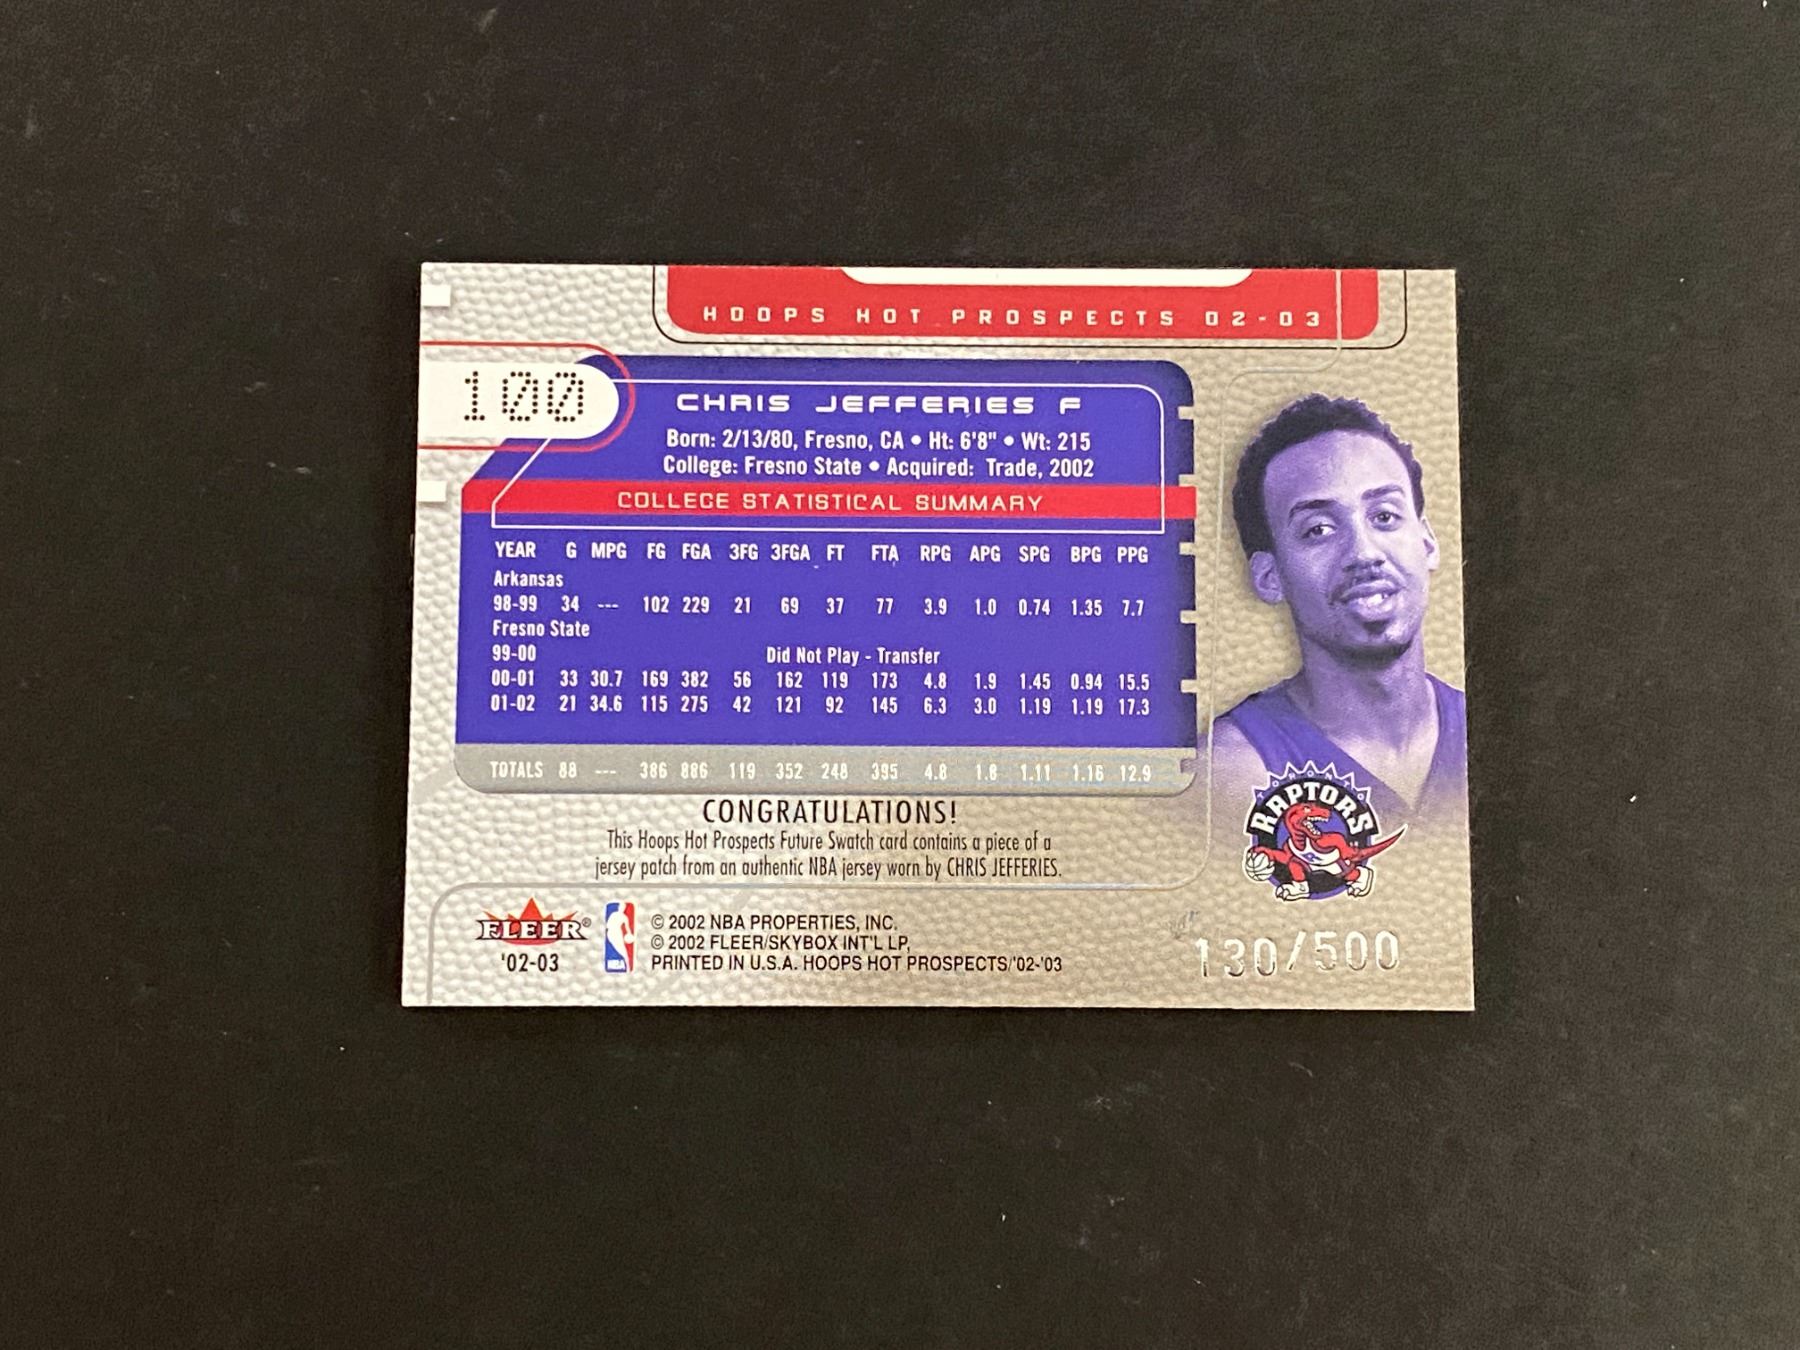 HOOPS HOT PROSPECTS 02-03
100
CHRIS JEFFERIES F
Born: 2/13/80, Fresno, CA • Ht: 6'8" • Wt: 215
College: Fresno State • Acquired: Trade, 2002
COLLEGE STATISTICAL SUMMARY
YEAR G MPG FG FGA 3FG 3FGA FT FTA RPG APG SPG BPG PPG
Arkansas
98-99 34 --- 102 229 21 69 37 77 3.9 1.0 0.74 1.35 7.7
Fresno State
99-00 Did Not Play - Transfer
00-01 33 30.7 169 382 56 162 119 173 4.8 1.9 1.45 0.94 15.5
01-02 21 34.6 115 275 42 121 92 145 6.3 3.0 1.19 1.19 17.3
TOTALS 88 --- 386 886 119 352 248 395 4.8 1.8 1.11 1.16 12.9
CONGRATULATIONS!
This Hoops Hot Prospects Future Swatch card contains a piece of a
jersey patch from an authentic NBA jersey worn by CHRIS JEFFERIES.
TORONTO
RAPTORS
FLEER®
'02-03
NBA
© 2002 NBA PROPERTIES, INC.
© 2002 FLEER/SKYBOX INT'L LP,
PRINTED IN U.S.A. HOOPS HOT PROSPECTS/'02-'03
130/500